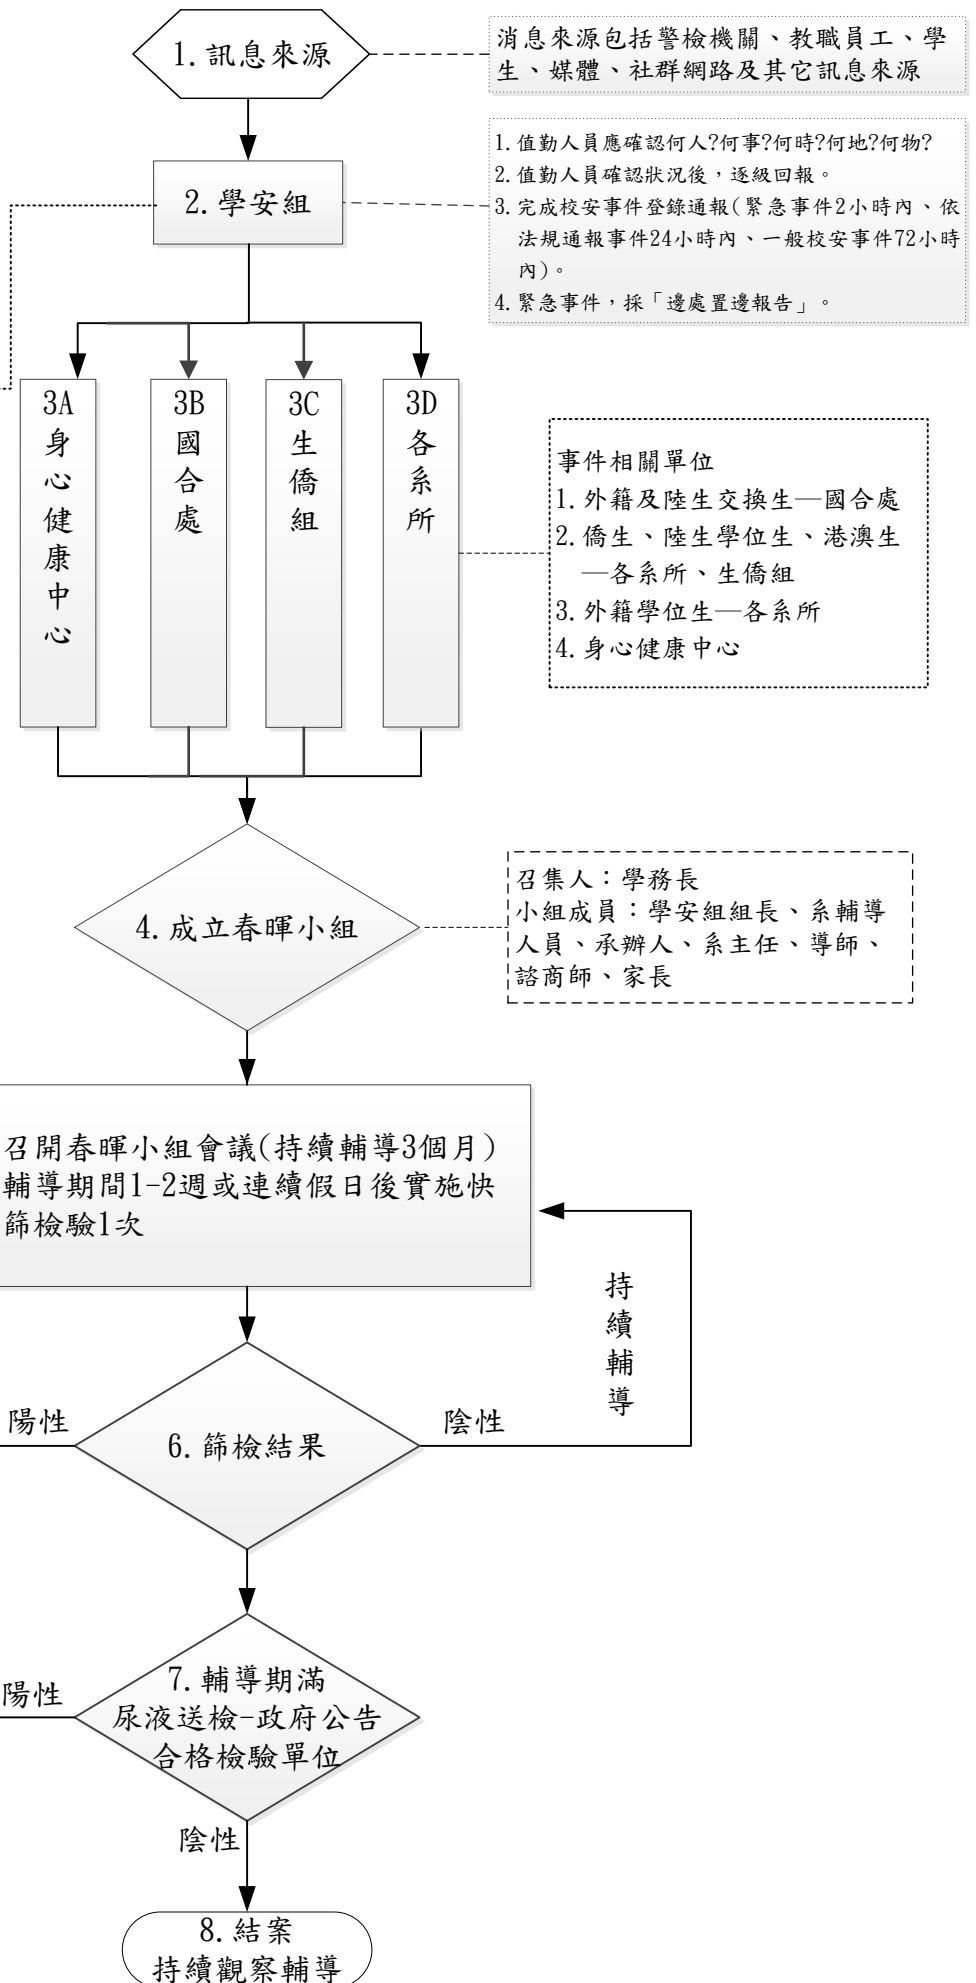 1.訊息來源
消息來源包括警檢機關、教職員工、學
生、媒體、社群網路及其它訊息來源
2.學安組
1.值勤人員應確認何人?何事?何時?何地?何物?
2.值勤人員確認狀況後，逐級回報。
3.完成校安事件登錄通報(緊急事件2小時內、依
法規通報事件24小時內、一般校安事件72小時
內)。
4.緊急事件，採「邊處置邊報告」。
3A
身心健康中心
3B
國合處
3C
生僑組
3D
各系所
事件相關單位
1.外籍及陸生交換生—國合處
2.僑生、陸生學位生、港澳生
—各系所、生僑組
3.外籍學位生—各系所
4.身心健康中心
4.成立春暉小組
召集人：學務長
小組成員：學安組組長、系輔導
人員、承辦人、系主任、導師、
諮商師、家長
召開春暉小組會議(持續輔導3個月)
輔導期間1-2週或連續假日後實施快
篩檢驗1次
持續輔導
陽性
6.篩檢結果
陰性
陽性
7.輔導期滿
尿液送檢-政府公告
合格檢驗單位
陰性
8.結案
持續觀察輔導